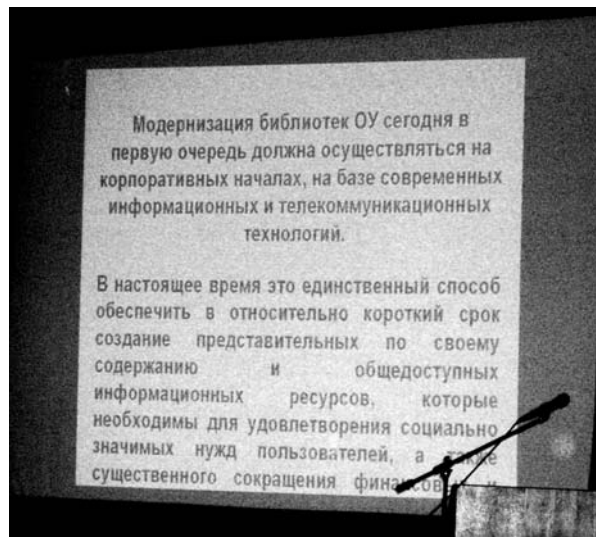 Модернизация библиотек ОУ сегодня в
первую очередь должна осуществляться на
корпоративных началах, на базе современных
информационных и телекоммуникационных
технологий.
В настоящее время это единственный способ
обеспечить в относительно короткий срок
создание представительных по своему
содержанию и общедоступных
информационных ресурсов, которые
необходимы для удовлетворения социально
значимых нужд пользователей, а также
существенного сокращения финансовых и